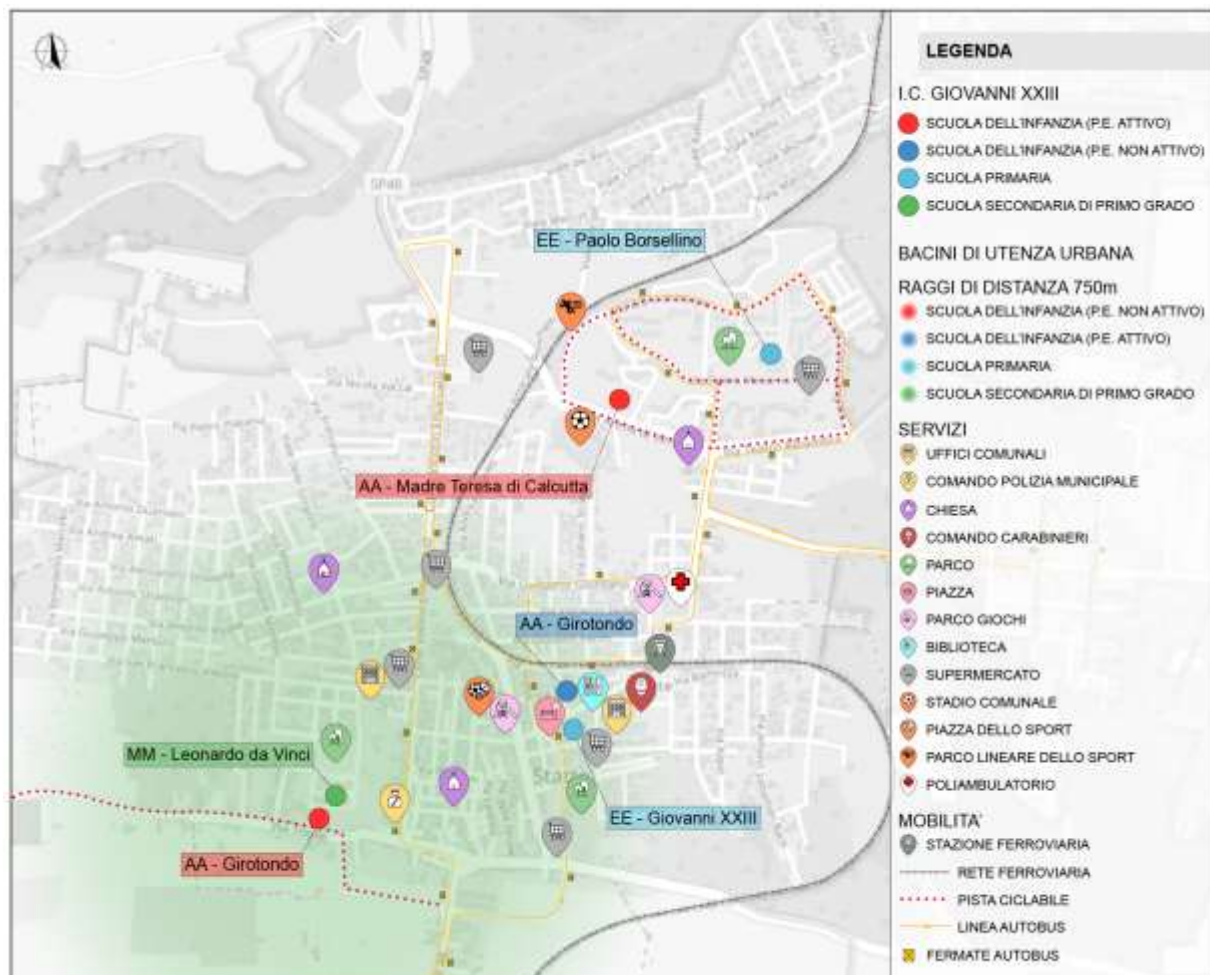 SP48
SP48
EE - Paolo Borsellino
AA - Madre Teresa di Calcutta
AA - Girotondo
MM - Leonardo da Vinci
EE - Giovanni XXIII
AA - Girotondo
LEGENDA
I.C. GIOVANNI XXIII
SCUOLA DELL'INFANZIA (P.E. ATTIVO)
SCUOLA DELL'INFANZIA (P.E. NON ATTIVO)
SCUOLA PRIMARIA
SCUOLA SECONDARIA DI PRIMO GRADO
BACINI DI UTENZA URBANA
RAGGI DI DISTANZA 750m
SCUOLA DELL'INFANZIA (P.E. NON ATTIVO)
SCUOLA DELL'INFANZIA (P.E. ATTIVO)
SCUOLA PRIMARIA
SCUOLA SECONDARIA DI PRIMO GRADO
SERVIZI
UFFICI COMUNALI
COMANDO POLIZIA MUNICIPALE
CHIESA
COMANDO CARABINIERI
PARCO
PIAZZA
PARCO GIOCHI
BIBLIOTECA
SUPERMERCATO
STADIO COMUNALE
PIAZZA DELLO SPORT
PARCO LINEARE DELLO SPORT
POLIAMBULATORIO
MOBILITA'
STAZIONE FERROVIARIA
RETE FERROVIARIA
PISTA CICLABILE
LINEA AUTOBUS
FERMATE AUTOBUS